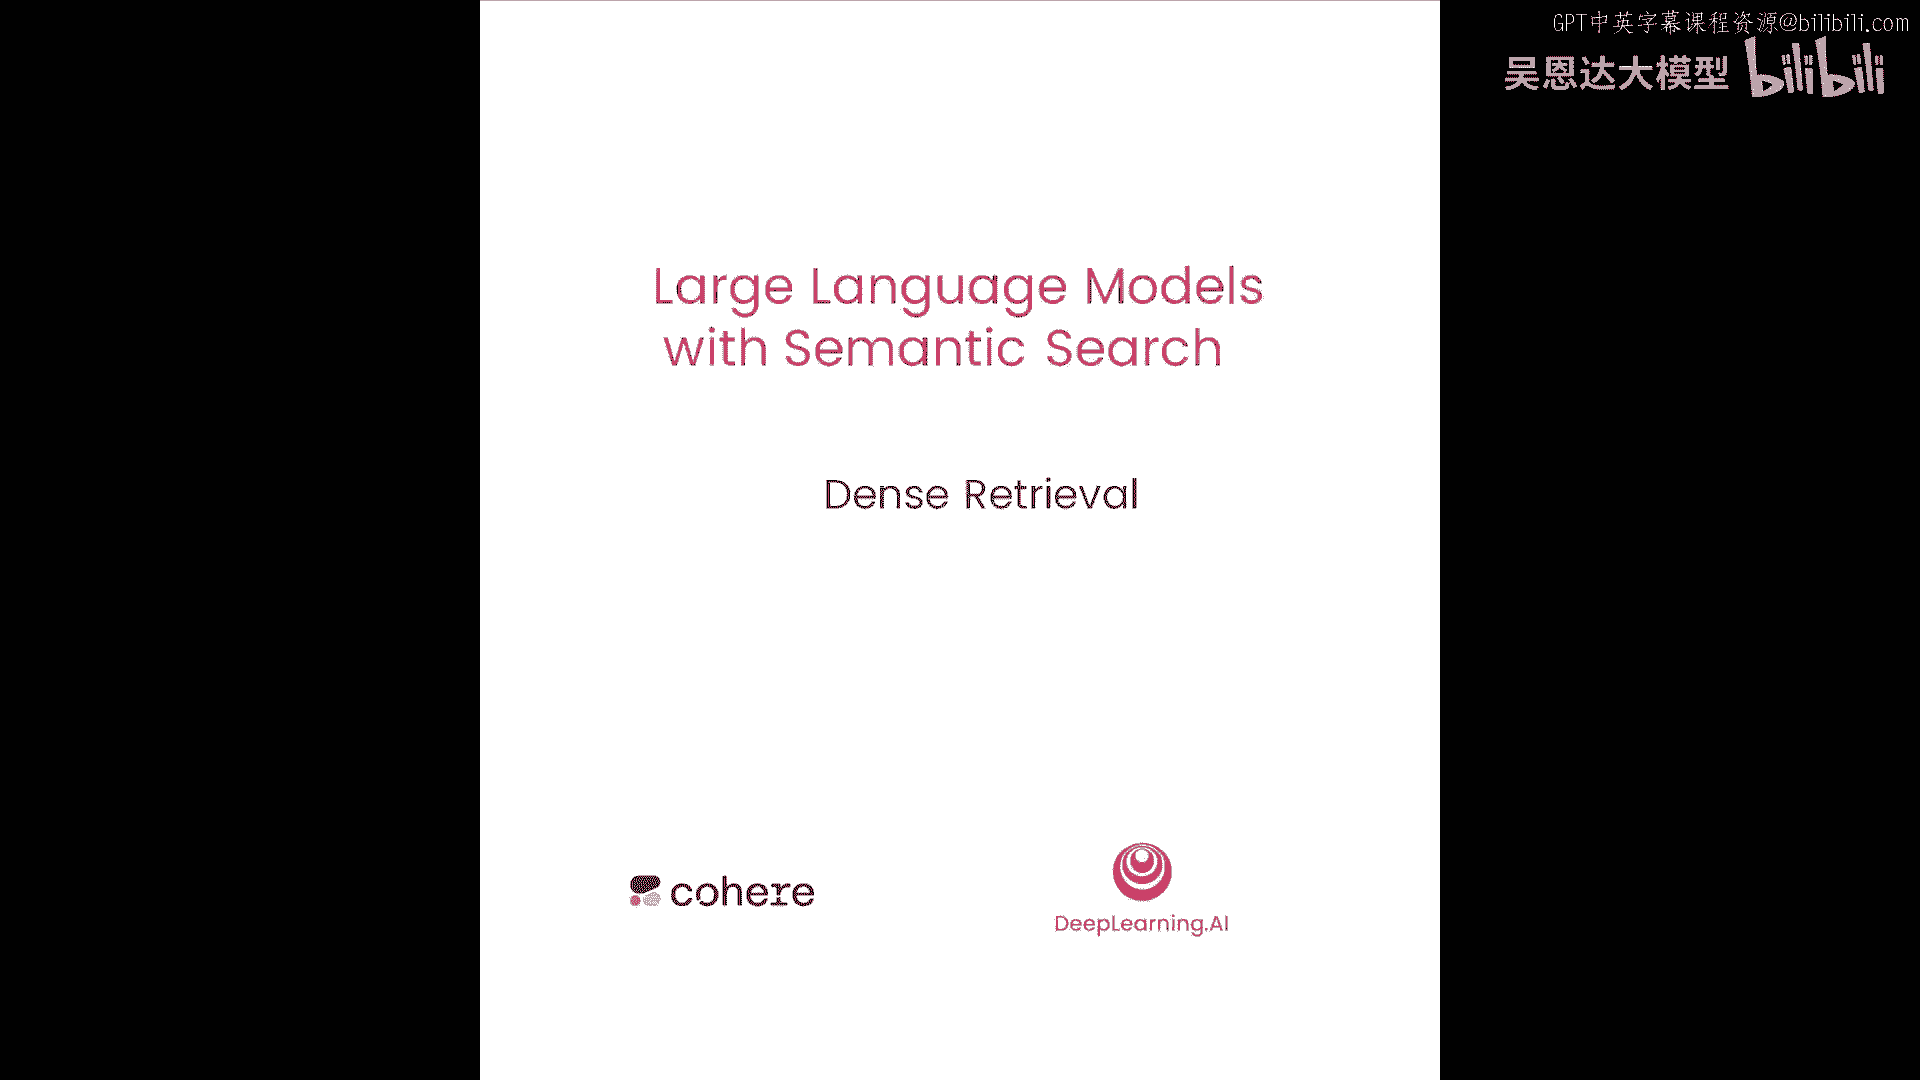 GPT中英字幕课程资源@bilibili.com
吴恩达大模型 bilibili
Large Language Models
with Semantic Search
Dense Retrieval
cohere
DeepLearning.AI